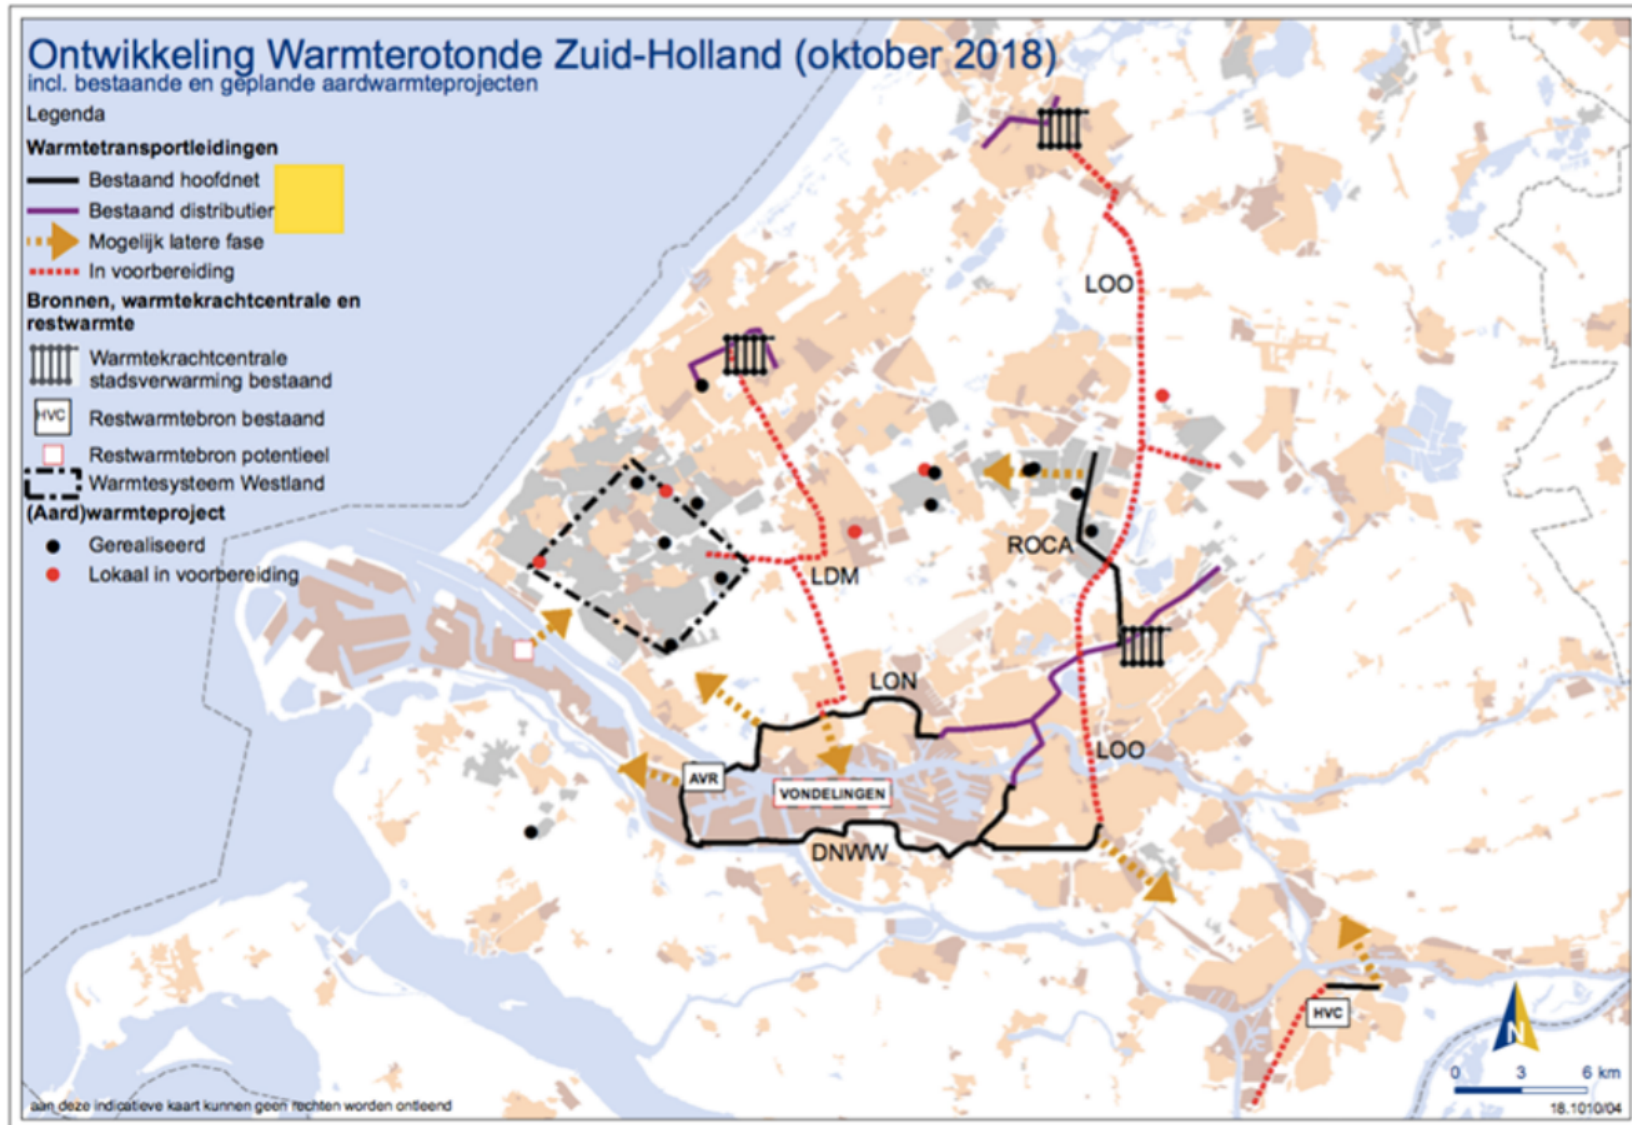 Ontwikkeling Warmterotonde Zuid-Holland (oktober 2018)
incl. bestaande en geplande aardwarmteprojecten
Legenda
Warmtetransportleidingen
Bestaand hoofdnet
Bestaand distributier
Mogelijk latere fase
In voorbereiding
Bronnen, warmtekrachtcentrale en
restwarmte
Warmtekrachtcentrale
stadsverwarming bestaand
HVC
Restwarmtebron bestaand
Restwarmtebron potentieel
Warmtesysteem Westland
(Aard)warmteproject
Gerealiseerd
Lokaal in voorbereiding
LOO
ROCA
LDM
LON
LOO
AVR
VONDELINGEN
DNWW
HVC
N
0 3 6 km
18.1010/04
aan deze indicatieve kaart kunnen geen rechten worden ontleend